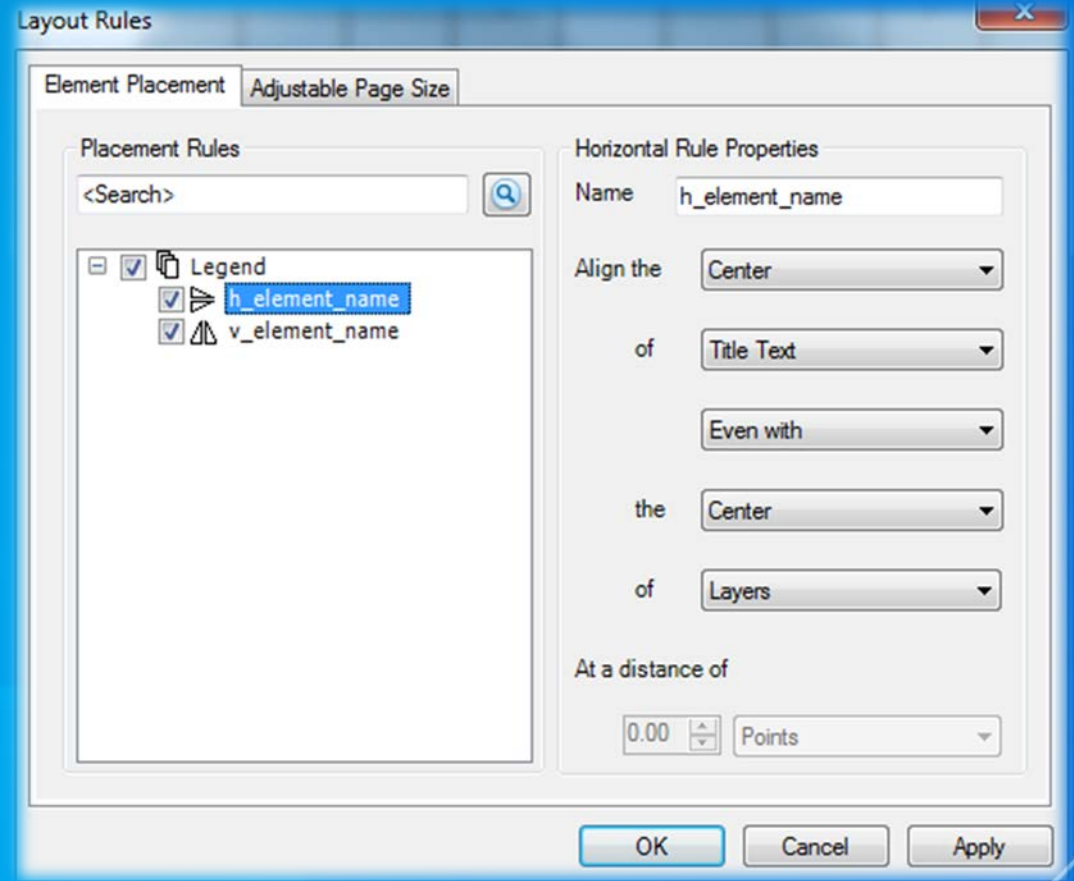 Layout Rules
Element Placement
Adjustable Page Size
Placement Rules
<Search>
Legend
h_element_name
v_element_name
Horizontal Rule Properties
Name h_element_name
Align the Center
of Title Text
Even with
the Center
of Layers
At a distance of
0.00 Points
OK Cancel Apply